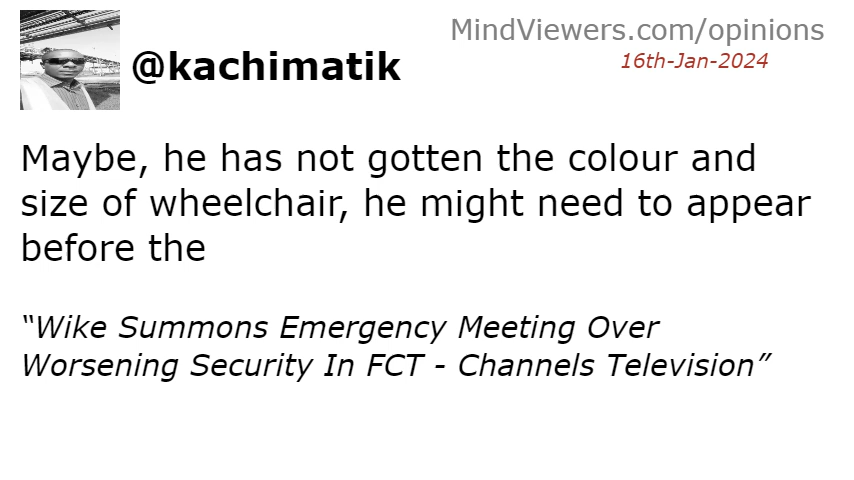 MindViewers.com/opinions
16th-Jan-2024
@kachimatik
Maybe, he has not gotten the colour and
size of wheelchair, he might need to appear
before the
“Wike Summons Emergency Meeting Over
Worsening Security In FCT - Channels Television”